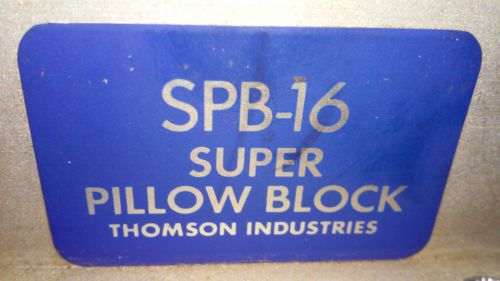 SPB-16
SUPER
PILLOW BLOCK
THOMSON INDUSTRIES